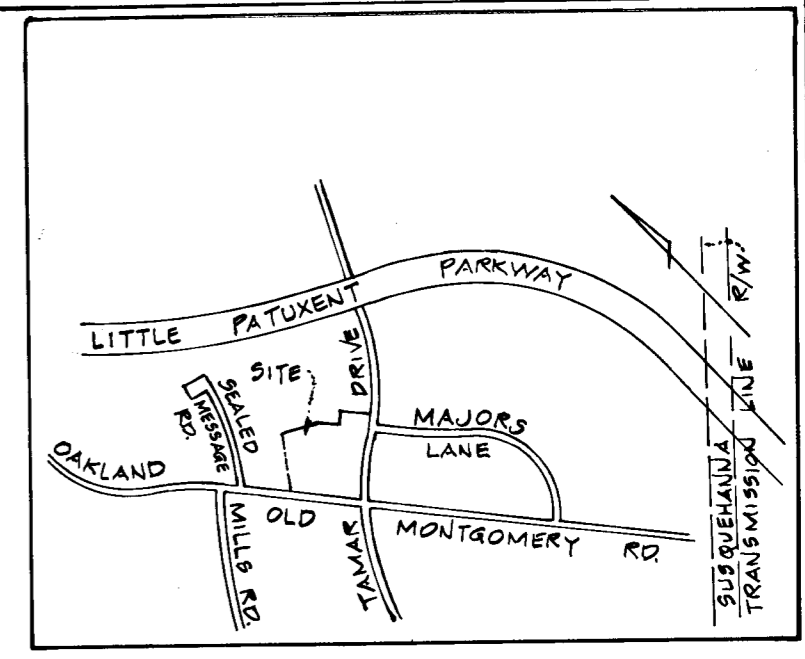 LITTLE PATUXENT PARKWAY
R/W
DRIVE
SITE
SEALED
MESSAGE
RD.
MAJORS
LANE
OAKLAND
MILLS RD.
OLD MONTGOMERY RD.
TAMAR
SUSQUEHANNA
TRANSMISSION LINE